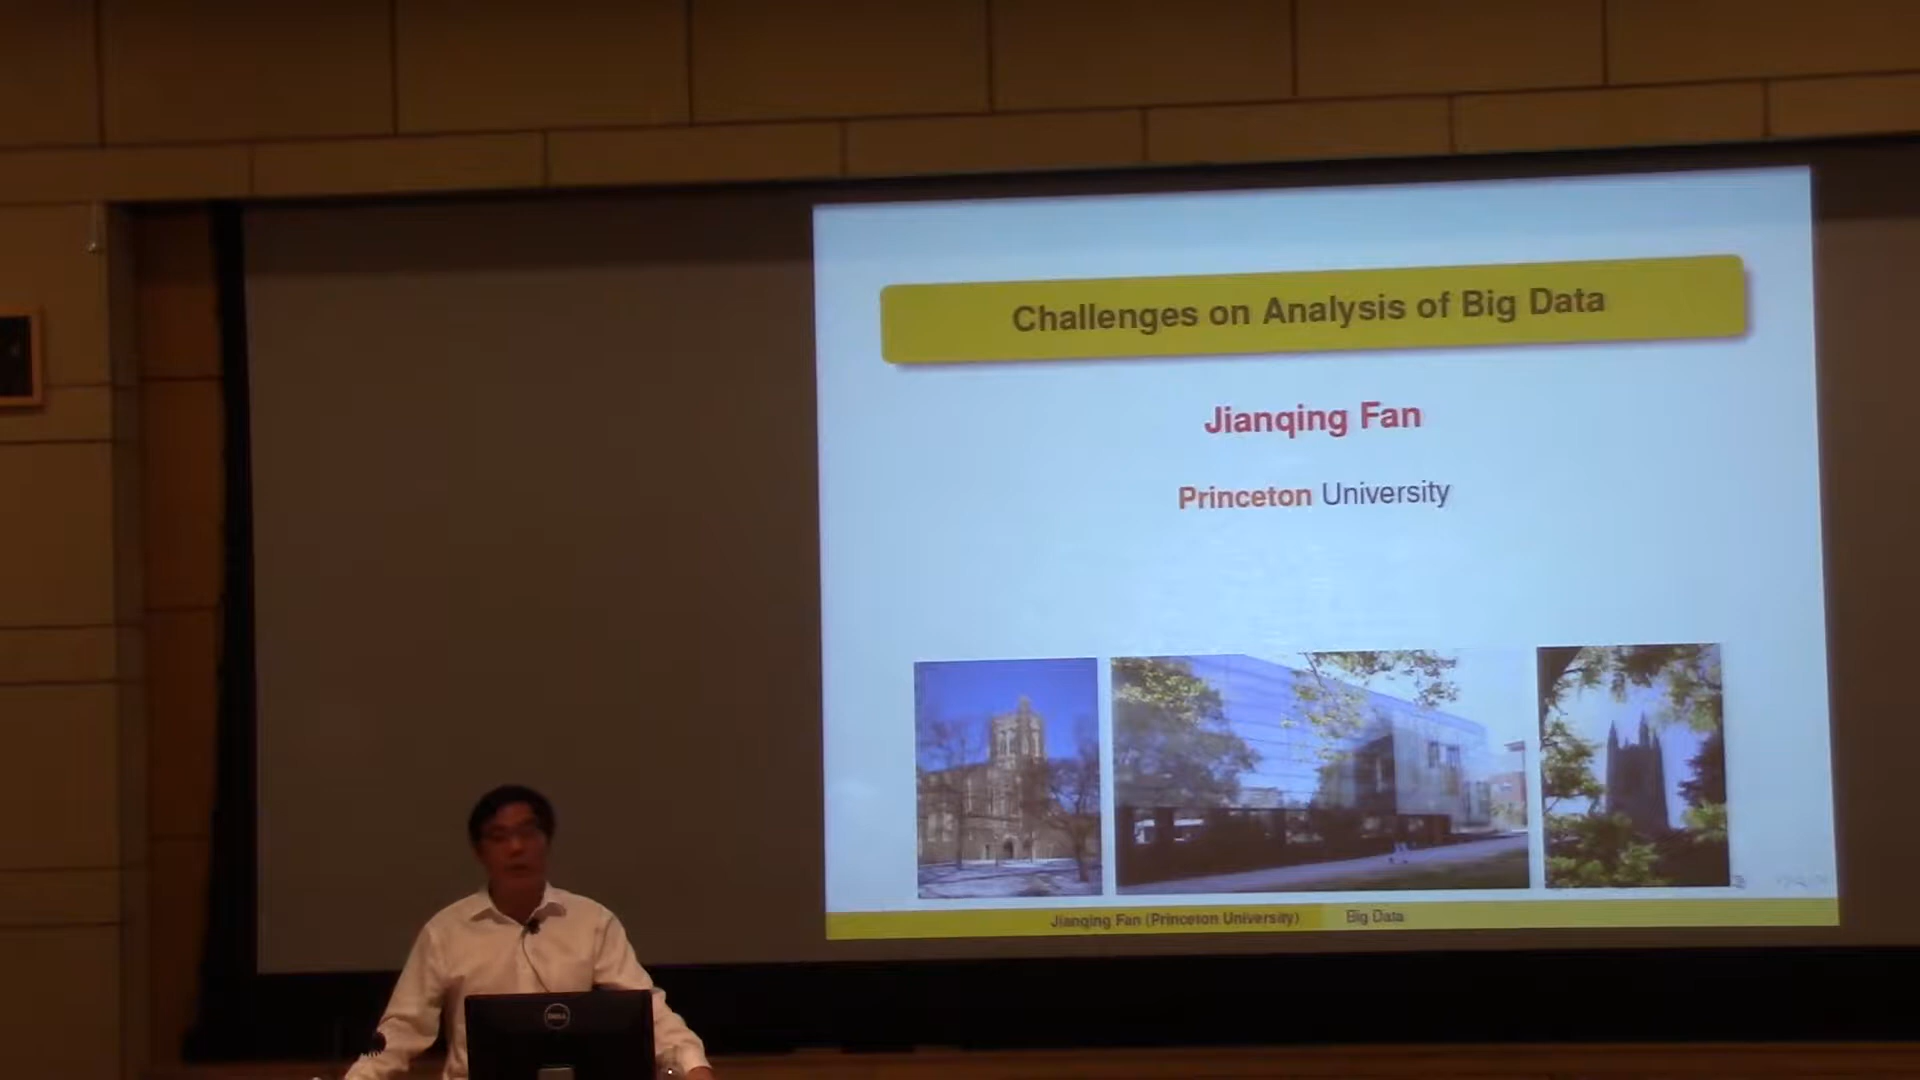 Challenges on Analysis of Big Data
Jianqing Fan
Princeton University
Jianqing Fan (Princeton University)
Big Data
DELL